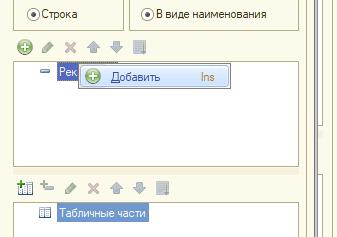 Строка
В виде наименования
Рек
Добавить Ins
Табличные части